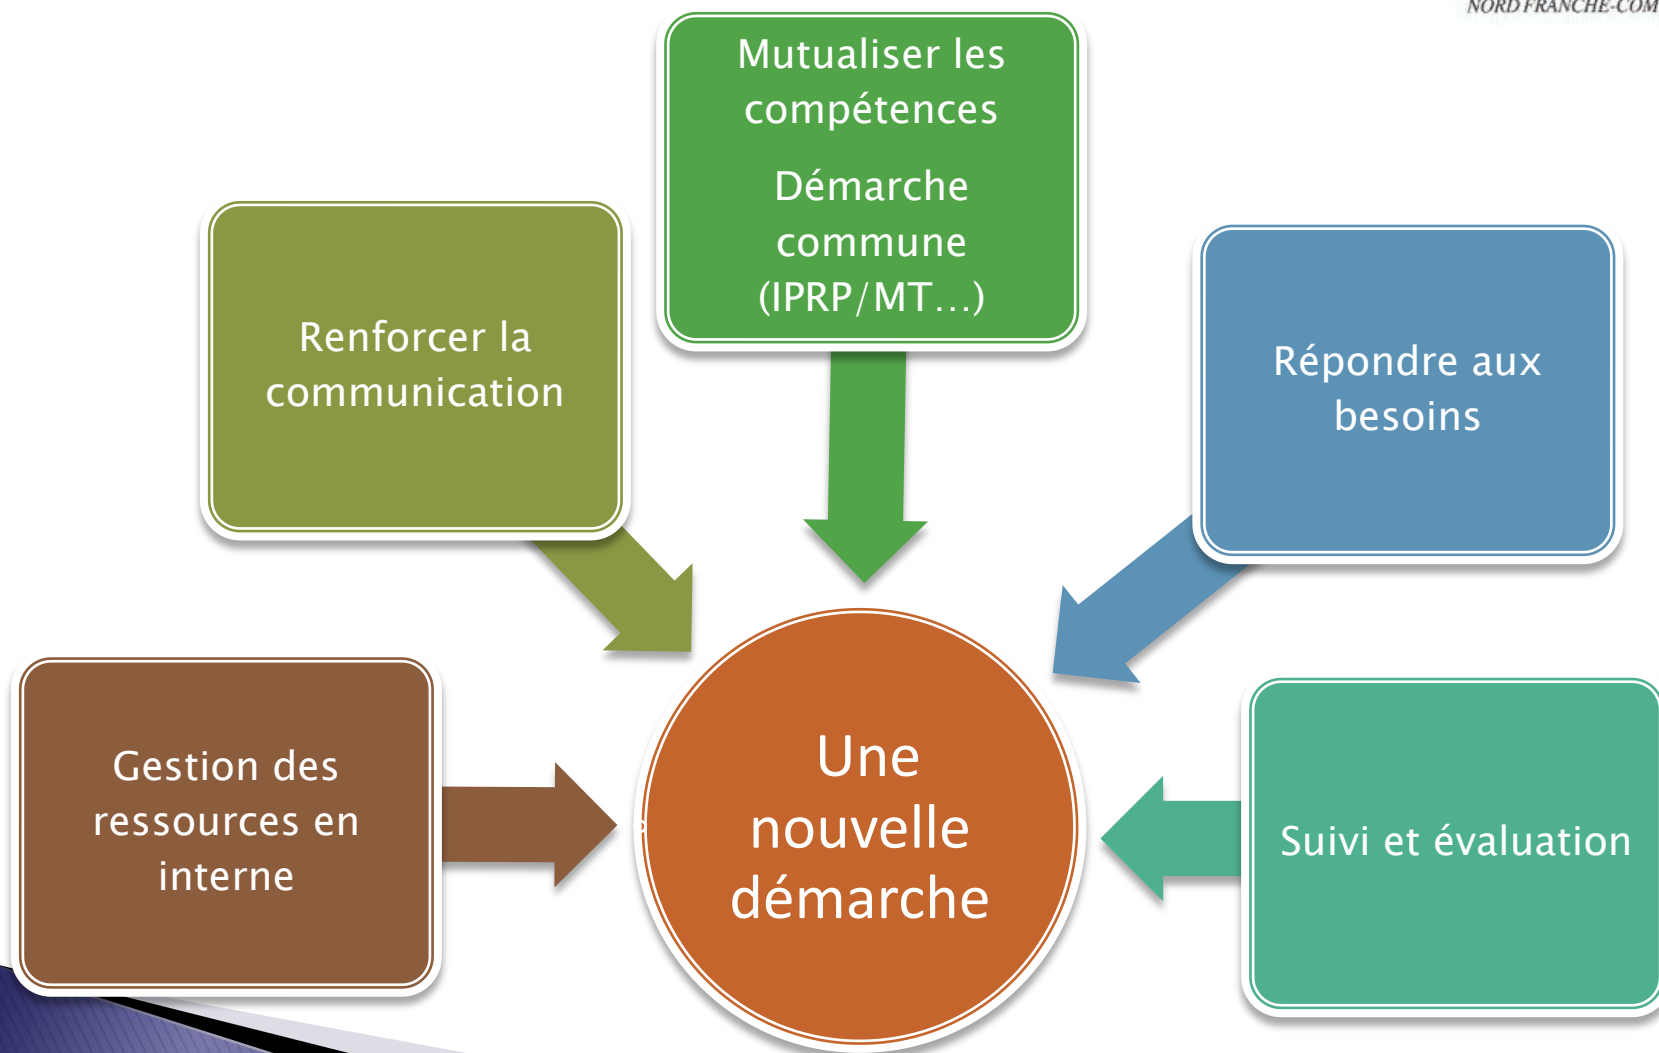 NORD FRANCHE-COM
Mutualiser les
compétences
Démarche
commune
(IPRP/MT...)
Renforcer la
communication
Répondre aux
besoins
Gestion des
ressources en
interne
Une
nouvelle
démarche
Suivi et évaluation